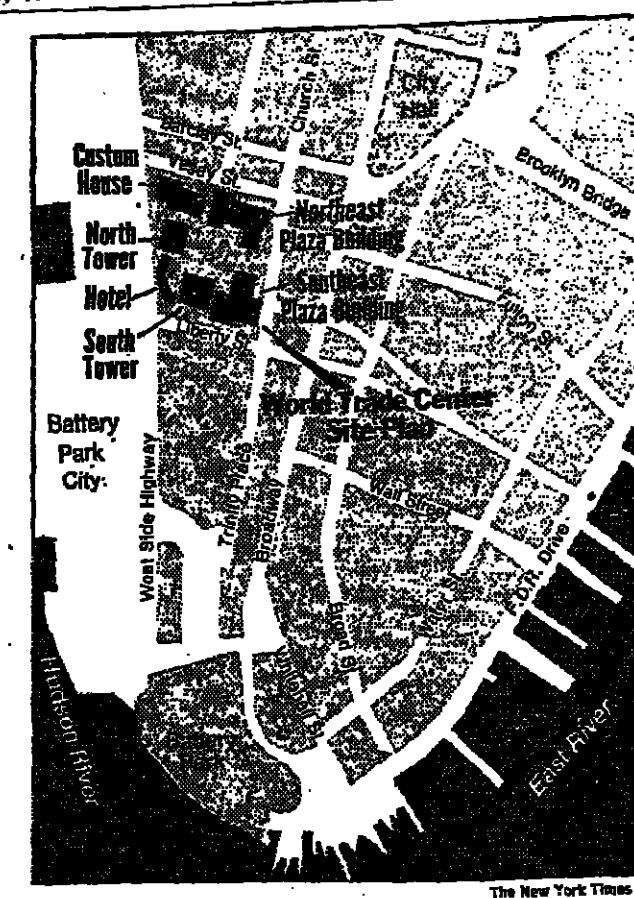 Church St.
City
Hall
Barclay St.
Vesey St.
Custom
House
Brooklyn Bridge
Northeast
Plaza Building
North
Tower
Hotel
Southeast
Plaza Building
Fulton St.
South
Tower
Liberty St.
World Trade Center
Site Plan
Battery
Park
City
West Side Highway
Trinity Place
Broadway
Wall Street
F.D.R. Drive
Broad St.
Hudson River
East River
The New York Times